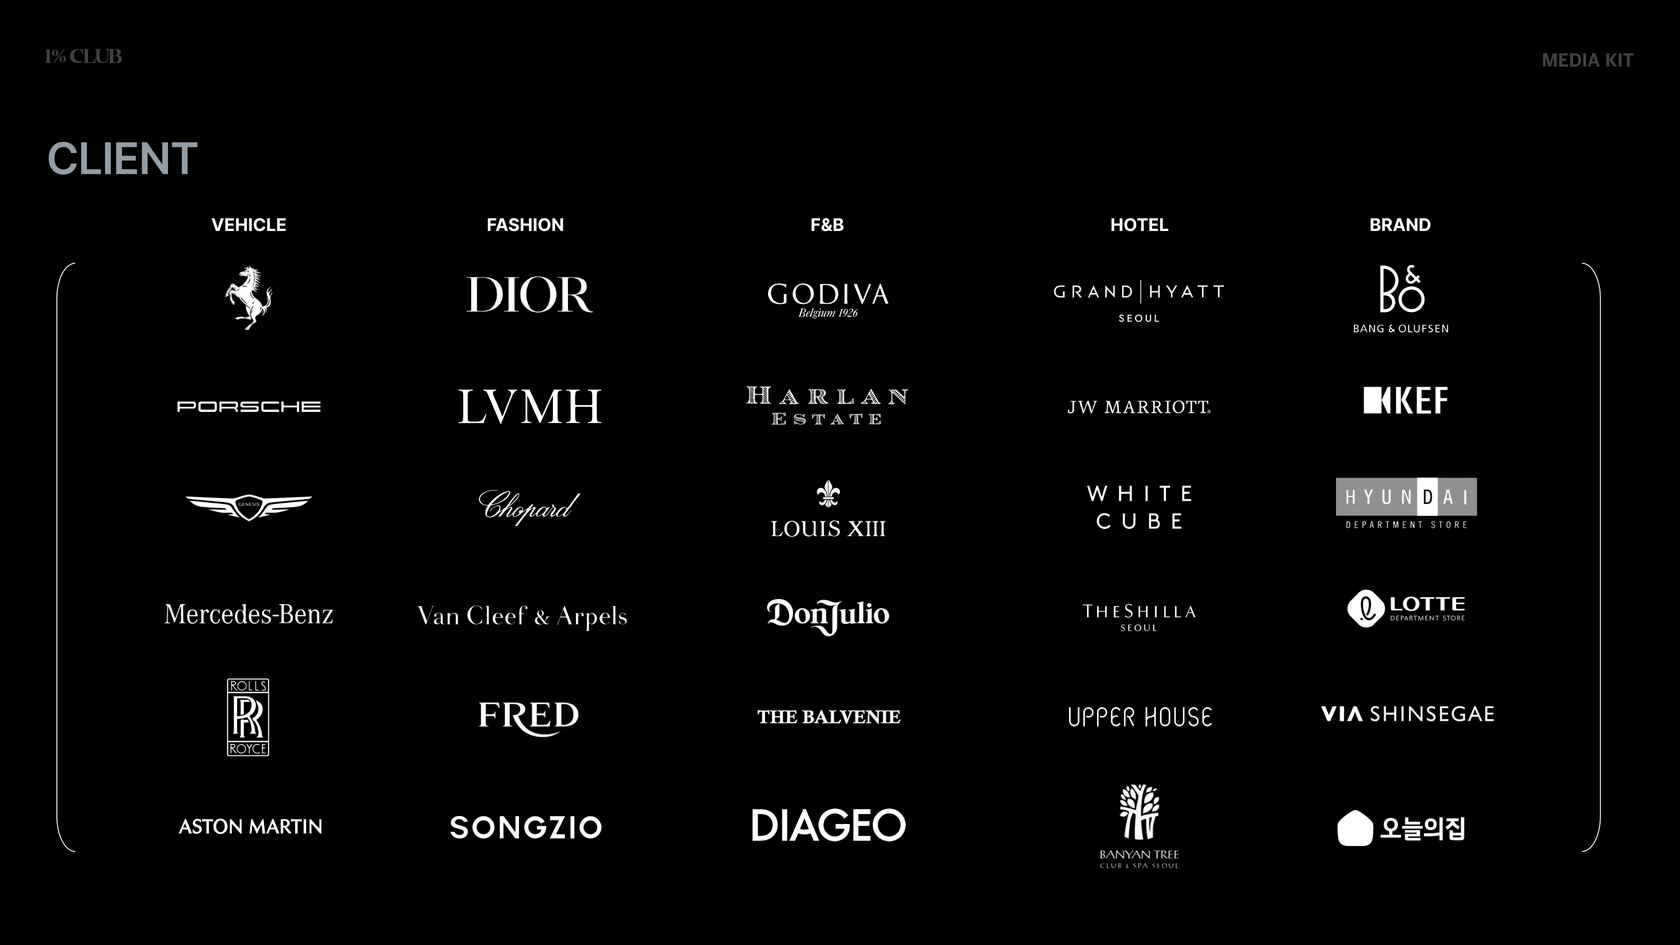 1% CLUB
MEDIA KIT
CLIENT
VEHICLE
FASHION
F&B
HOTEL
BRAND
DIOR
GODIVA
Belgium 1926
GRAND | HYATT
SEOUL
B&O
BANG & OLUFSEN
PORSCHE
LVMH
HARLAN
ESTATE
JW MARRIOTT®
KEF
GENESIS
Chopard
LOUIS XIII
WHITE
CUBE
HYUNDAI
DEPARTMENT STORE
Mercedes-Benz
Van Cleef & Arpels
DonJulio
THE SHILLA
SEOUL
LOTTE
DEPARTMENT STORE
ROLLS
RR
ROYCE
FRED
THE BALVENIE
UPPER HOUSE
VIA SHINSEGAE
ASTON MARTIN
SONGZIO
DIAGEO
BANYAN TREE
CLUB & SPA SEOUL
오늘의집